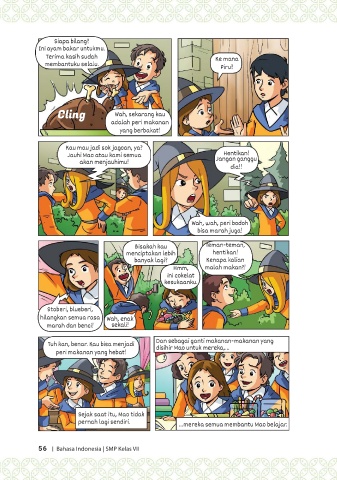 Siapa bilang?
Ini ayam bakar untukmu.
Terima kasih sudah
membantuku selalu.
Dling
Wah, sekarang kau
adalah peri makanan
yang berbakat!
Ke mana
Piru?
Kau mau jadi sok jagoan, ya?
Jauhi Mao atau kami semua
akan menjauhimu!
Hentikan!
Jangan ganggu
dia!!
Wah, wah, peri bodoh
bisa marah juga!
Stoberi, blueberi,
hilangkan semua rasa
marah dan benci!
Bisakah kau
menciptakan lebih
banyak lagi?
Hmm,
ini cokelat
kesukaanku
Wah, enak
sekali!
Teman-teman,
hentikan!
Kenapa kalian
malah makan?!
Tuh kan, benar. Kau bisa menjadi
peri makanan yang hebat!
Sejak saat itu, Mao tidak
pernah lagi sendiri.
Dan sebagai ganti makanan-makanan yang
disihir Mao untuk mereka,...
...mereka semua membantu Mao belajar.
56 | Bahasa Indonesia | SMP Kelas VII